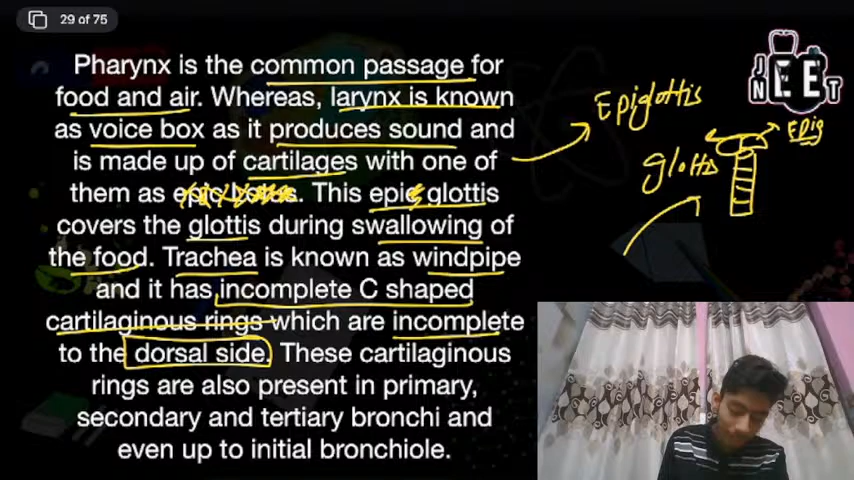 29 of 75
Pharynx is the common passage for
food and air. Whereas, larynx is known
as voice box as it produces sound and
is made up of cartilages with one of
them as epic. This epic glottis
covers the glottis during swallowing of
the food. Trachea is known as windpipe
and it has incomplete C shaped
cartilaginous rings which are incomplete
to the dorsal side. These cartilaginous
rings are also present in primary,
secondary and tertiary bronchi and
even up to initial bronchiole.
Epiglottis
Epig
glottis
J
NEET